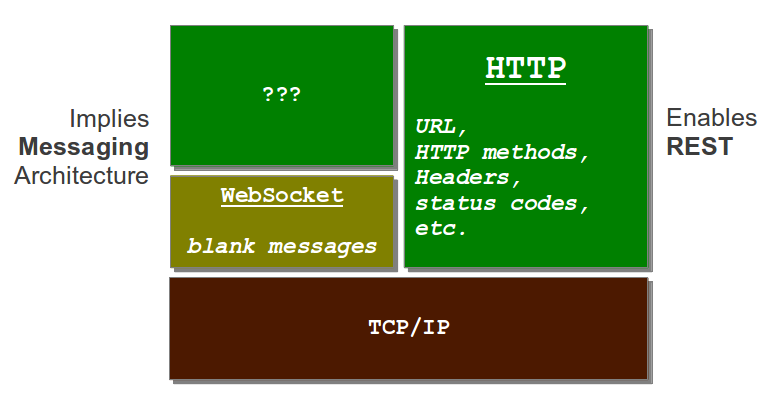 Implies
Messaging
Architecture
???
WebSocket
blank messages
HTTP
URL,
HTTP methods,
Headers,
status codes,
etc.
Enables
REST
TCP/IP